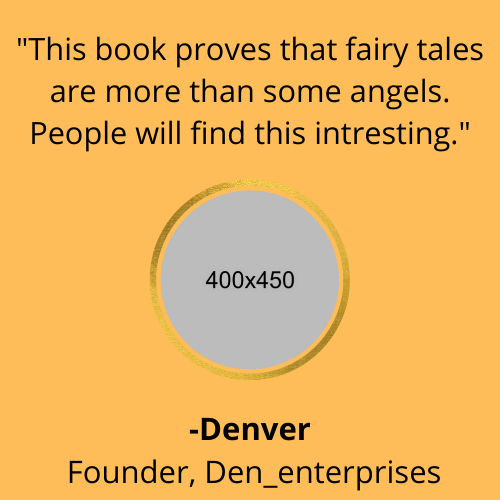 "This book proves that fairy tales
are more than some angels.
People will find this intresting."
400x450
-Denver
Founder, Den_enterprises